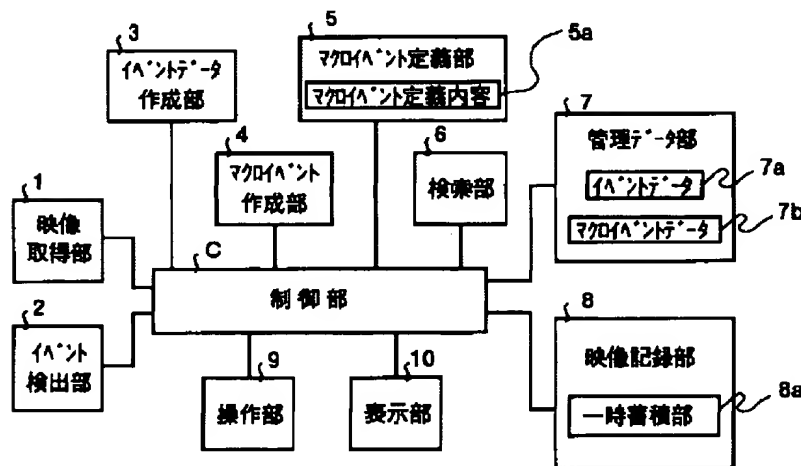 3
イベントデータ
作成部
5
マクロイベント定義部
マクロイベント定義内容
5a
4
マクロイベント
作成部
6
検索部
7
管理データ部
イベントデータ
7a
マクロイベントデータ
7b
1
映像
取得部
C
制御部
2
イベント
検出部
9
操作部
10
表示部
8
映像記録部
一時蓄積部
8a